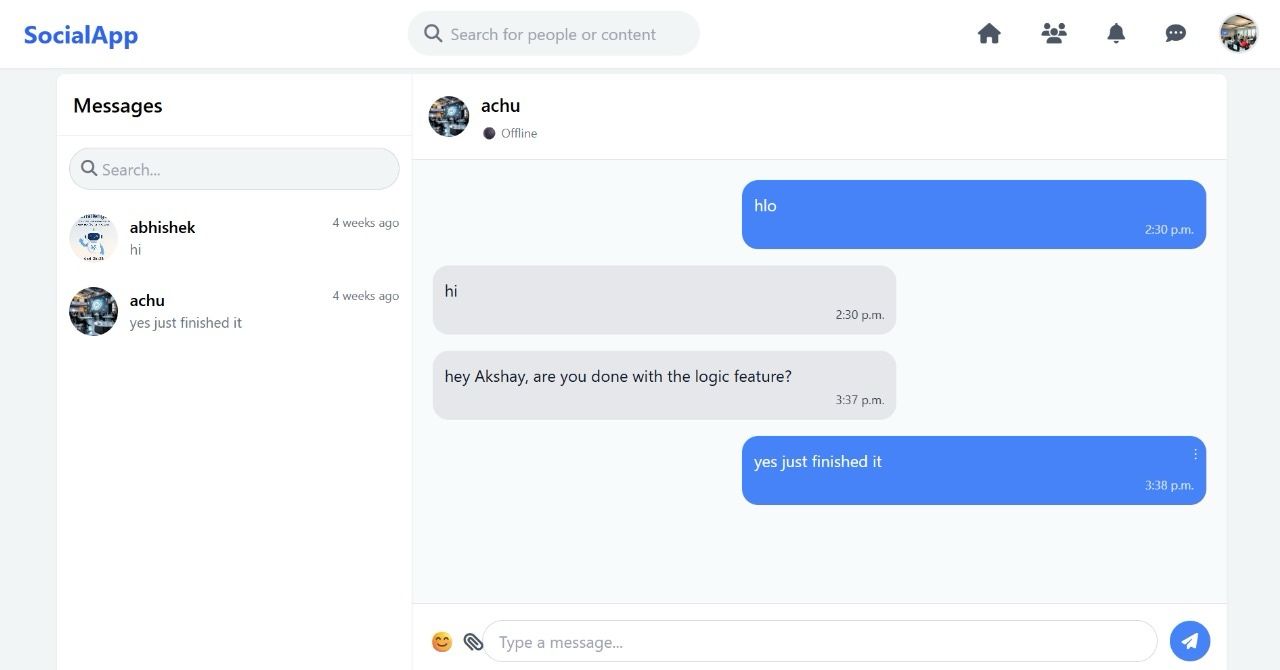 SocialApp
Search for people or content
Messages
Search...
abhishek
4 weeks ago
hi
achu
4 weeks ago
yes just finished it
achu
Offline
hlo
2:30 p.m.
hi
2:30 p.m.
hey Akshay, are you done with the logic feature?
3:37 p.m.
yes just finished it
3:38 p.m.
Type a message...